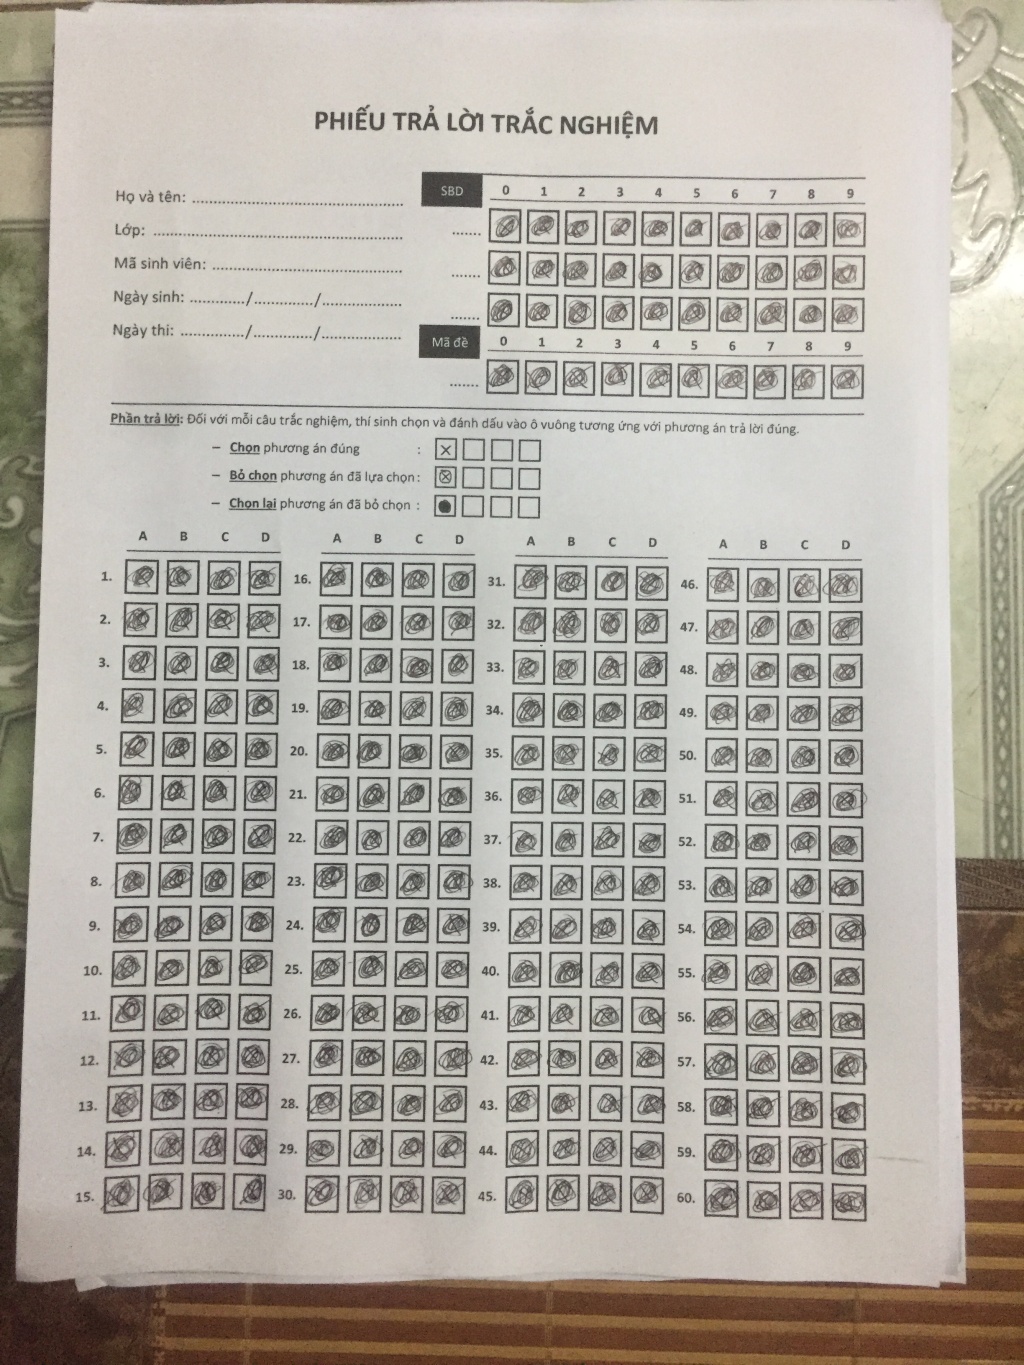 PHIẾU TRẢ LỜI TRẮC NGHIỆM
Họ và tên: ................................................
SBD 0 1 2 3 4 5 6 7 8 9
Lớp: ........................................................ .......
Mã sinh viên: ........................................... .......
Ngày sinh: ............/............./.................. .......
Ngày thi: ............../............./..................
Mã đề 0 1 2 3 4 5 6 7 8 9
.......
Phần trả lời: Đối với mỗi câu trắc nghiệm, thí sinh chọn và đánh dấu vào ô vuông tương ứng với phương án trả lời đúng.
– Chọn phương án đúng :
– Bỏ chọn phương án đã lựa chọn :
– Chọn lại phương án đã bỏ chọn :
A B C D A B C D A B C D A B C D
1. 16. 31. 46.
2. 17. 32. 47.
3. 18. 33. 48.
4. 19. 34. 49.
5. 20. 35. 50.
6. 21. 36. 51.
7. 22. 37. 52.
8. 23. 38. 53.
9. 24. 39. 54.
10. 25. 40. 55.
11. 26. 41. 56.
12. 27. 42. 57.
13. 28. 43. 58.
14. 29. 44. 59.
15. 30. 45. 60.